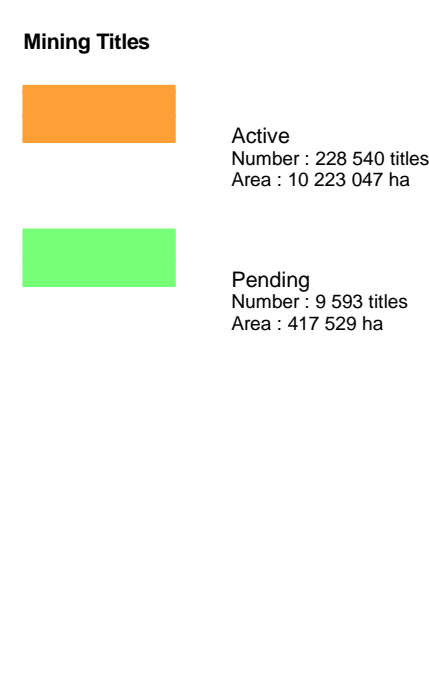 Mining Titles
Active
Number : 228 540 titles
Area : 10 223 047 ha
Pending
Number : 9 593 titles
Area : 417 529 ha